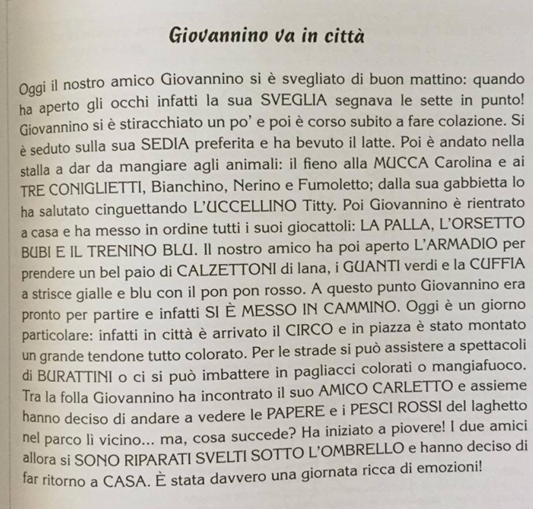 Giovannino va in città
Oggi il nostro amico Giovannino si è svegliato di buon mattino: quando
ha aperto gli occhi infatti la sua SVEGLIA segnava le sette in punto!
Giovannino si è stiracchiato un po' e poi è corso subito a fare colazione. Si
è seduto sulla sua SEDIA preferita e ha bevuto il latte. Poi è andato nella
stalla a dar da mangiare agli animali: il fieno alla MUCCA Carolina e ai
TRE CONIGLIETTI, Bianchino, Nerino e Fumoletto; dalla sua gabbietta lo
ha salutato cinguettando L'UCCELLINO Titty. Poi Giovannino è rientrato
a casa e ha messo in ordine tutti i suoi giocattoli: LA PALLA, L'ORSETTO
BUBI E IL TRENINO BLU. Il nostro amico ha poi aperto L'ARMADIO per
prendere un bel paio di CALZETTONI di lana, i GUANTI verdi e la CUFFIA
a strisce gialle e blu con il pon pon rosso. A questo punto Giovannino era
pronto per partire e infatti SI È MESSO IN CAMMINO. Oggi è un giorno
particolare: infatti in città è arrivato il CIRCO e in piazza è stato montato
un grande tendone tutto colorato. Per le strade si può assistere a spettacoli
di BURATTINI o ci si può imbattere in pagliacci colorati o mangiafuoco.
Tra la folla Giovannino ha incontrato il suo AMICO CARLETTO e assieme
hanno deciso di andare a vedere le PAPERE e i PESCI ROSSI del laghetto
nel parco lì vicino... ma, cosa succede? Ha iniziato a piovere! I due amici
allora si SONO RIPARATI SVELTI SOTTO L'OMBRELLO e hanno deciso di
far ritorno a CASA. È stata davvero una giornata ricca di emozioni!